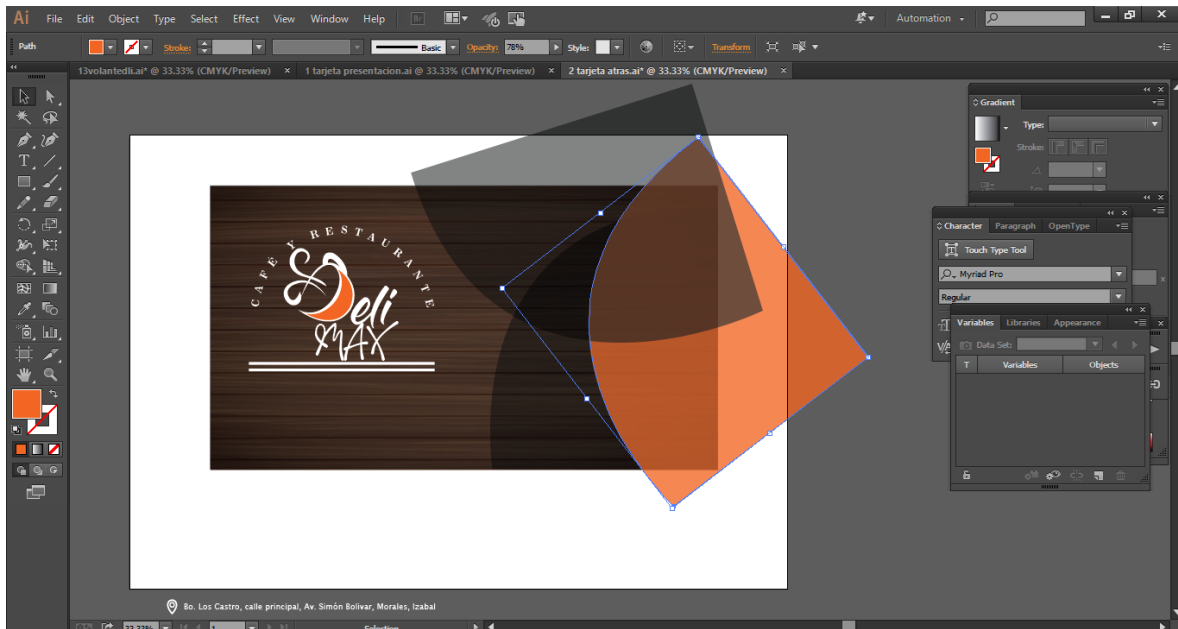 Ai File Edit Object Type Select Effect View Window Help Br Automation
Path Stroke: Basic Opacity: 78% Style: Transform
13volantedli.ai* @ 33.33% (CMYK/Preview) × 1 tarjeta presentacion.ai @ 33.33% (CMYK/Preview) × 2 tarjeta atras.ai* @ 33.33% (CMYK/Preview) ×
Gradient
Type:
Stroke:
Character Paragraph OpenType
Touch Type Tool
Myriad Pro
Regular
Variables Libraries Appearance
Data Set:
T Variables Objects
CAFÉ Y RESTAURANTE
Deli
MAX
Bo. Los Castro, calle principal, Av. Simón Bolivar, Morales, Izabal
33.33% 1 Selection